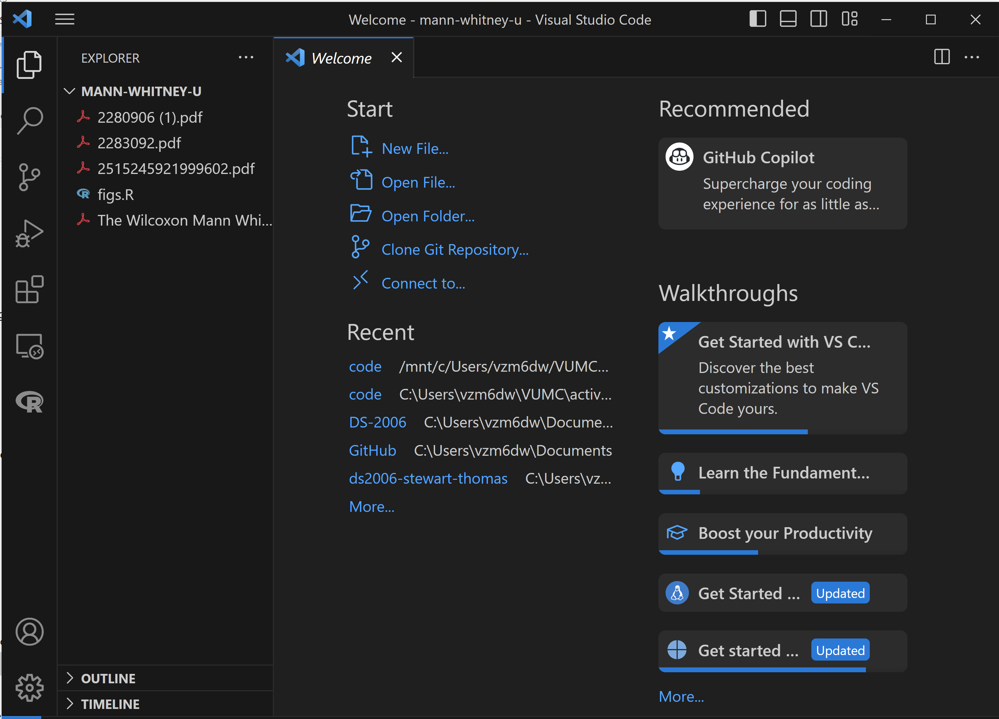 Welcome - mann-whitney-u - Visual Studio Code
EXPLORER
MANN-WHITNEY-U
2280906 (1).pdf
2283092.pdf
2515245921999602.pdf
figs.R
The Wilcoxon Mann Whi...
OUTLINE
TIMELINE
Welcome
Start
New File...
Open File...
Open Folder...
Clone Git Repository...
Connect to...
Recent
code /mnt/c/Users/vzm6dw/VUMC...
code C:\Users\vzm6dw\VUMC\activ...
DS-2006 C:\Users\vzm6dw\Docume...
GitHub C:\Users\vzm6dw\Documents
ds2006-stewart-thomas C:\Users\vz...
More...
Recommended
GitHub Copilot
Supercharge your coding
experience for as little as...
Walkthroughs
Get Started with VS C...
Discover the best
customizations to make VS
Code yours.
Learn the Fundament...
Boost your Productivity
Get Started ... Updated
Get started ... Updated
More...